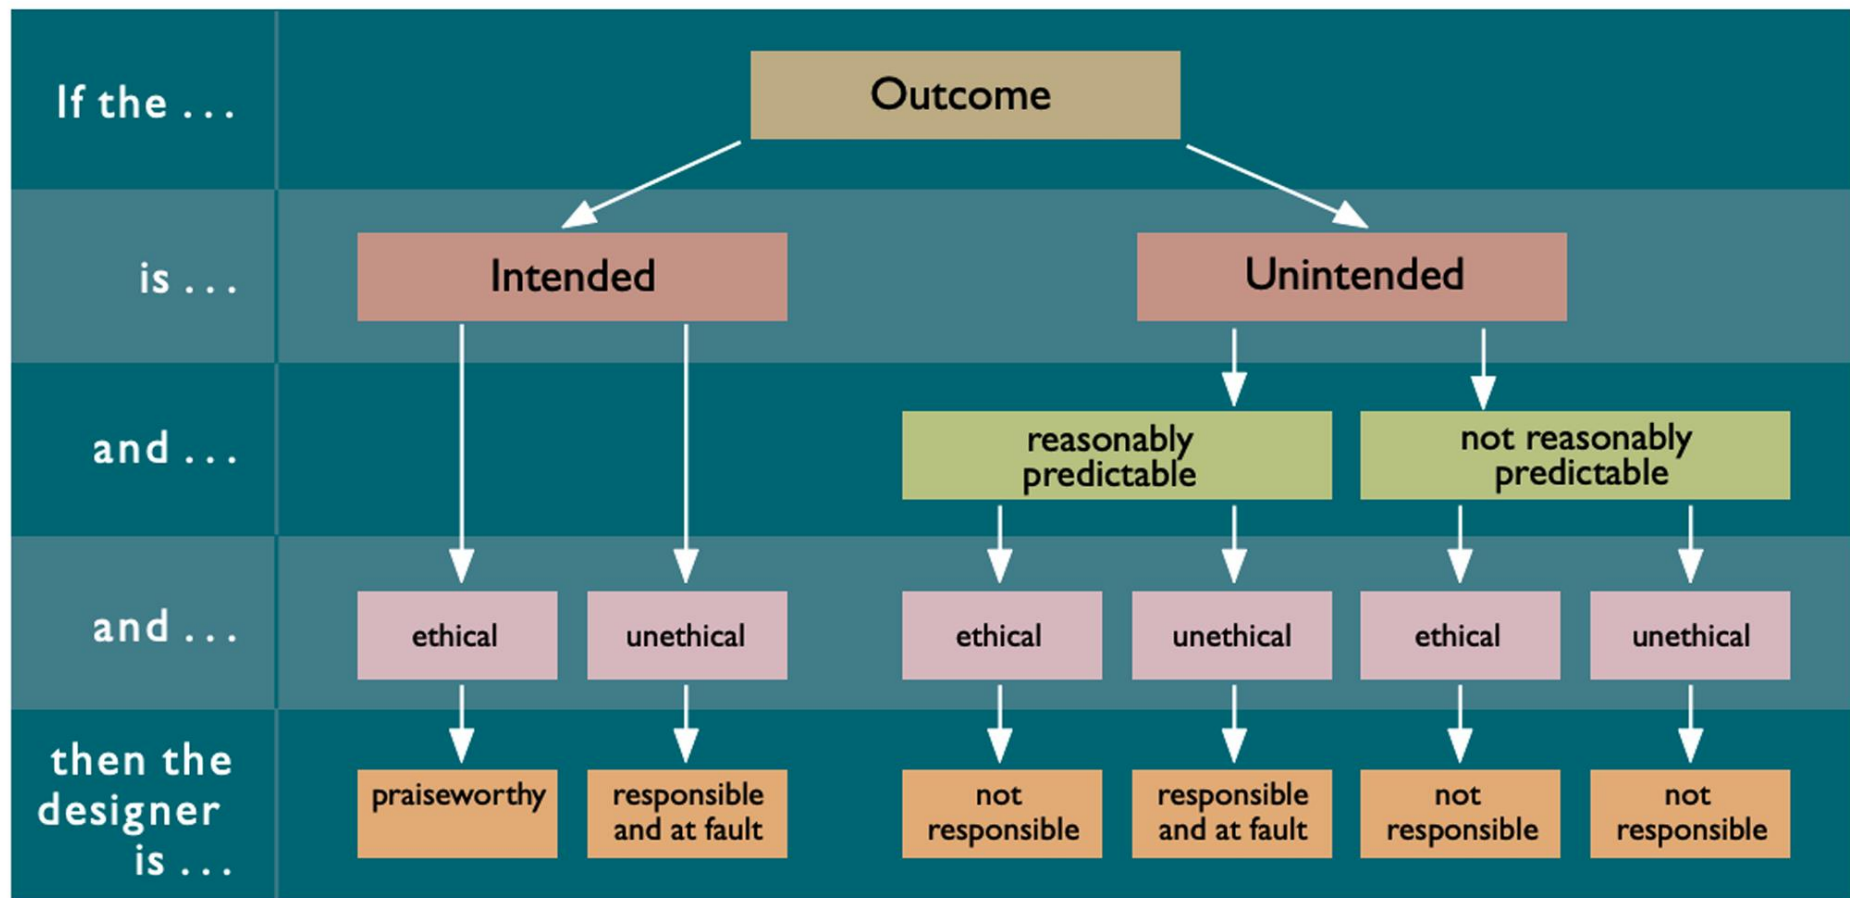 If the . . .
Outcome
is . . .
Intended
Unintended
and . . .
reasonably
predictable
not reasonably
predictable
and . . .
ethical
unethical
ethical
unethical
ethical
unethical
then the
designer
is . . .
praiseworthy
responsible
and at fault
not
responsible
responsible
and at fault
not
responsible
not
responsible